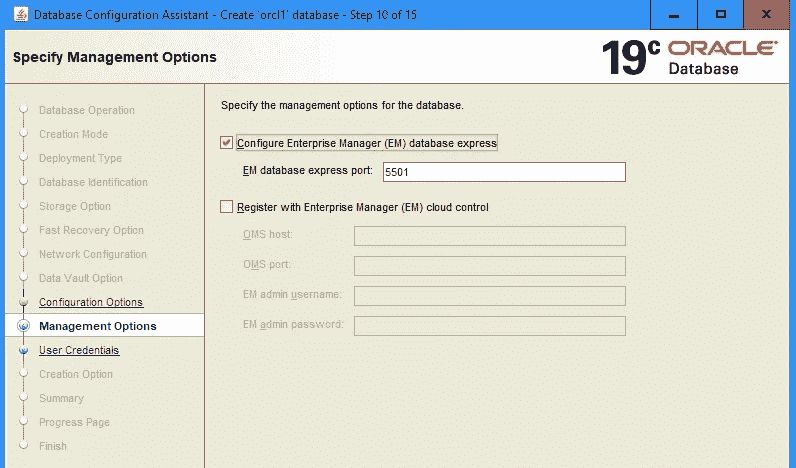 Database Configuration Assistant - Create 'orcl1' database - Step 10 of 15
Specify Management Options
19c ORACLE
Database
Database Operation
Creation Mode
Deployment Type
Database Identification
Storage Option
Fast Recovery Option
Network Configuration
Data Vault Option
Configuration Options
Management Options
User Credentials
Creation Option
Summary
Progress Page
Finish
Specify the management options for the database.
Configure Enterprise Manager (EM) database express
EM database express port: 5501
Register with Enterprise Manager (EM) cloud control
OMS host:
OMS port:
EM admin username:
EM admin password: